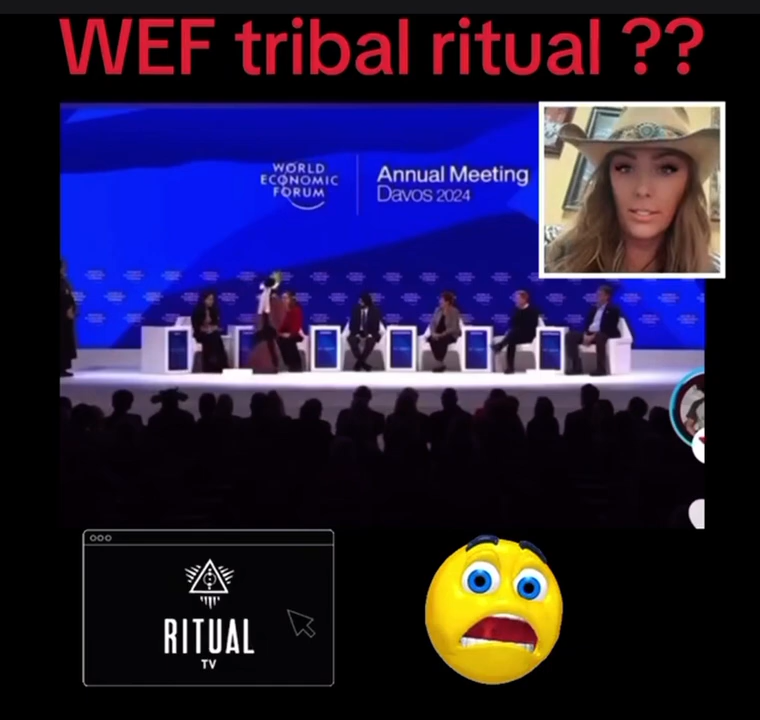 WEF tribal ritual ??
WORLD
ECONOMIC
FORUM
Annual Meeting
Davos 2024
RITUAL
TV